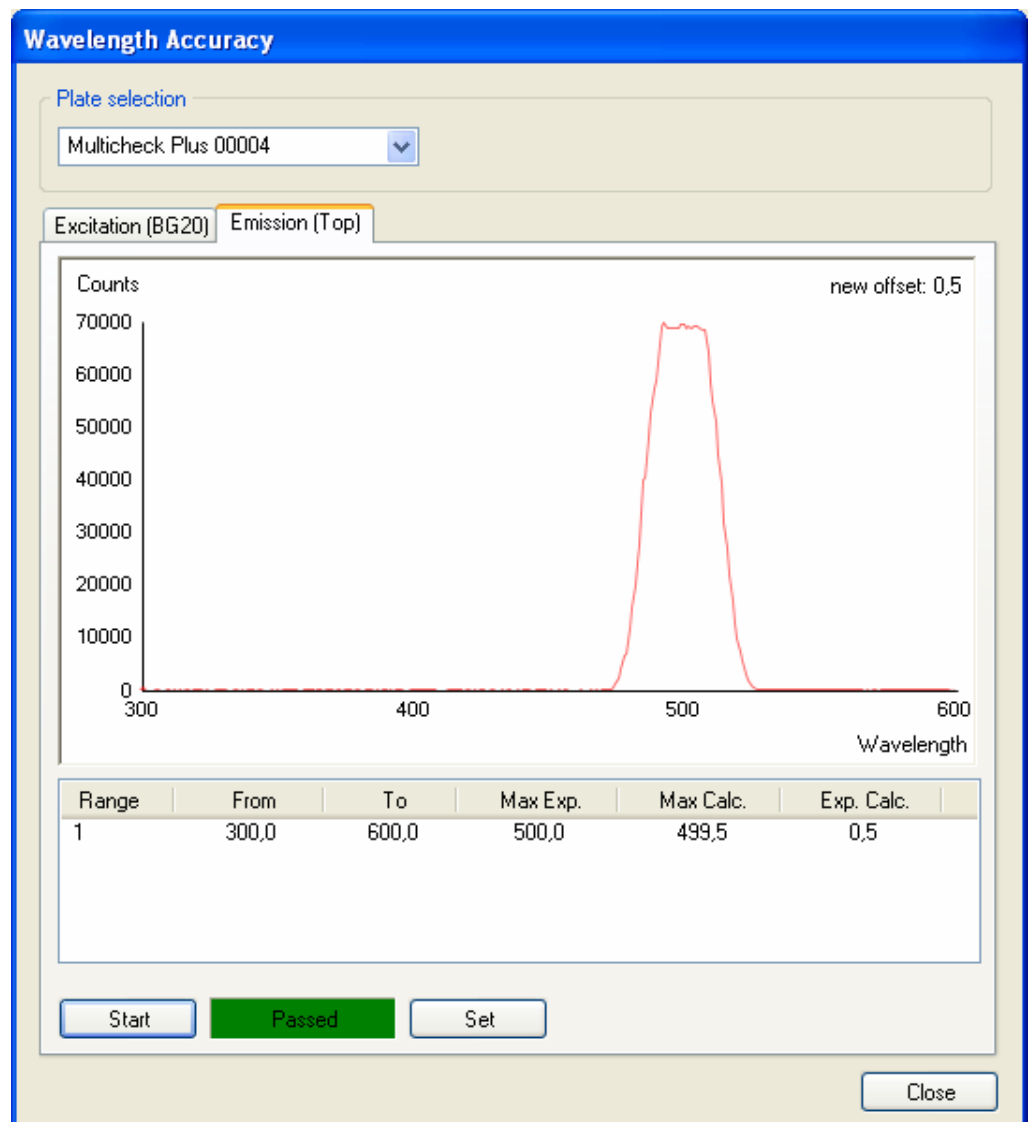 Wavelength Accuracy
Plate selection
Multicheck Plus 00004
Excitation (BG20) Emission (Top)
Counts new offset: 0,5
70000
60000
50000
40000
30000
20000
10000
0
300 400 500 600
Wavelength
Range From To Max Exp. Max Calc. Exp. Calc.
1 300,0 600,0 500,0 499,5 0,5
Start Passed Set
Close